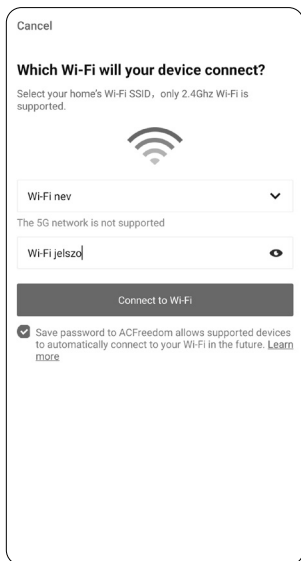 Cancel
Which Wi-Fi will your device connect?
Select your home's Wi-Fi SSID，only 2.4Ghz Wi-Fi is
supported.
Wi-Fi nev
The 5G network is not supported
Wi-Fi jelszo
Connect to Wi-Fi
Save password to ACFreedom allows supported devices
to automatically connect to your Wi-Fi in the future. Learn
more